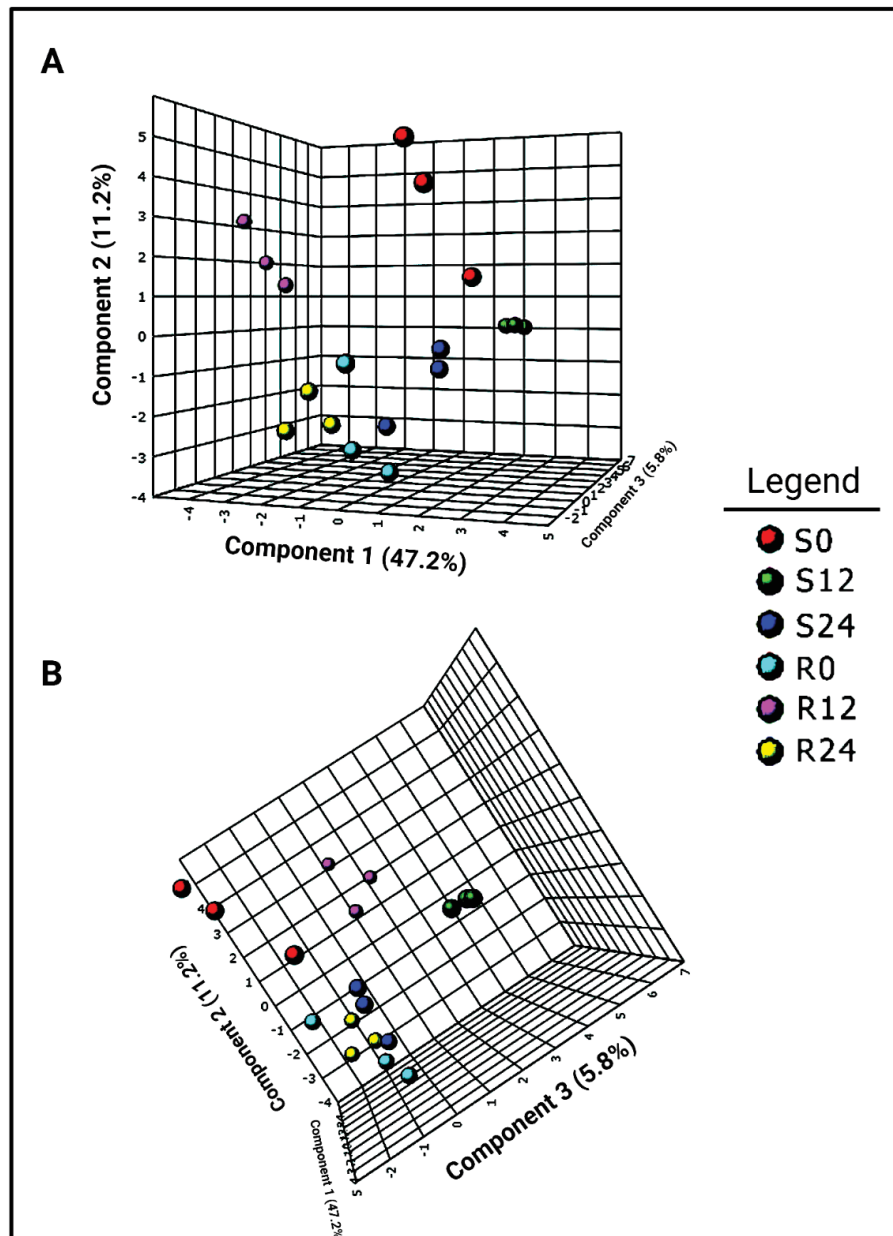 A
Component 2 (11.2%)
5
4
3
2
1
0
-1
-2
-3
-4
-4
-3
-2
-1
0
1
2
3
4
5
Component 1 (47.2%)
Component 3 (5.8%)
Legend
S0
S12
S24
R0
R12
R24
B
Component 2 (11.2%)
4
3
2
1
0
-1
-2
-3
-4
Component 1 (47.2%
5
-2
-1
0
1
2
3
4
5
6
7
Component 3 (5.8%)